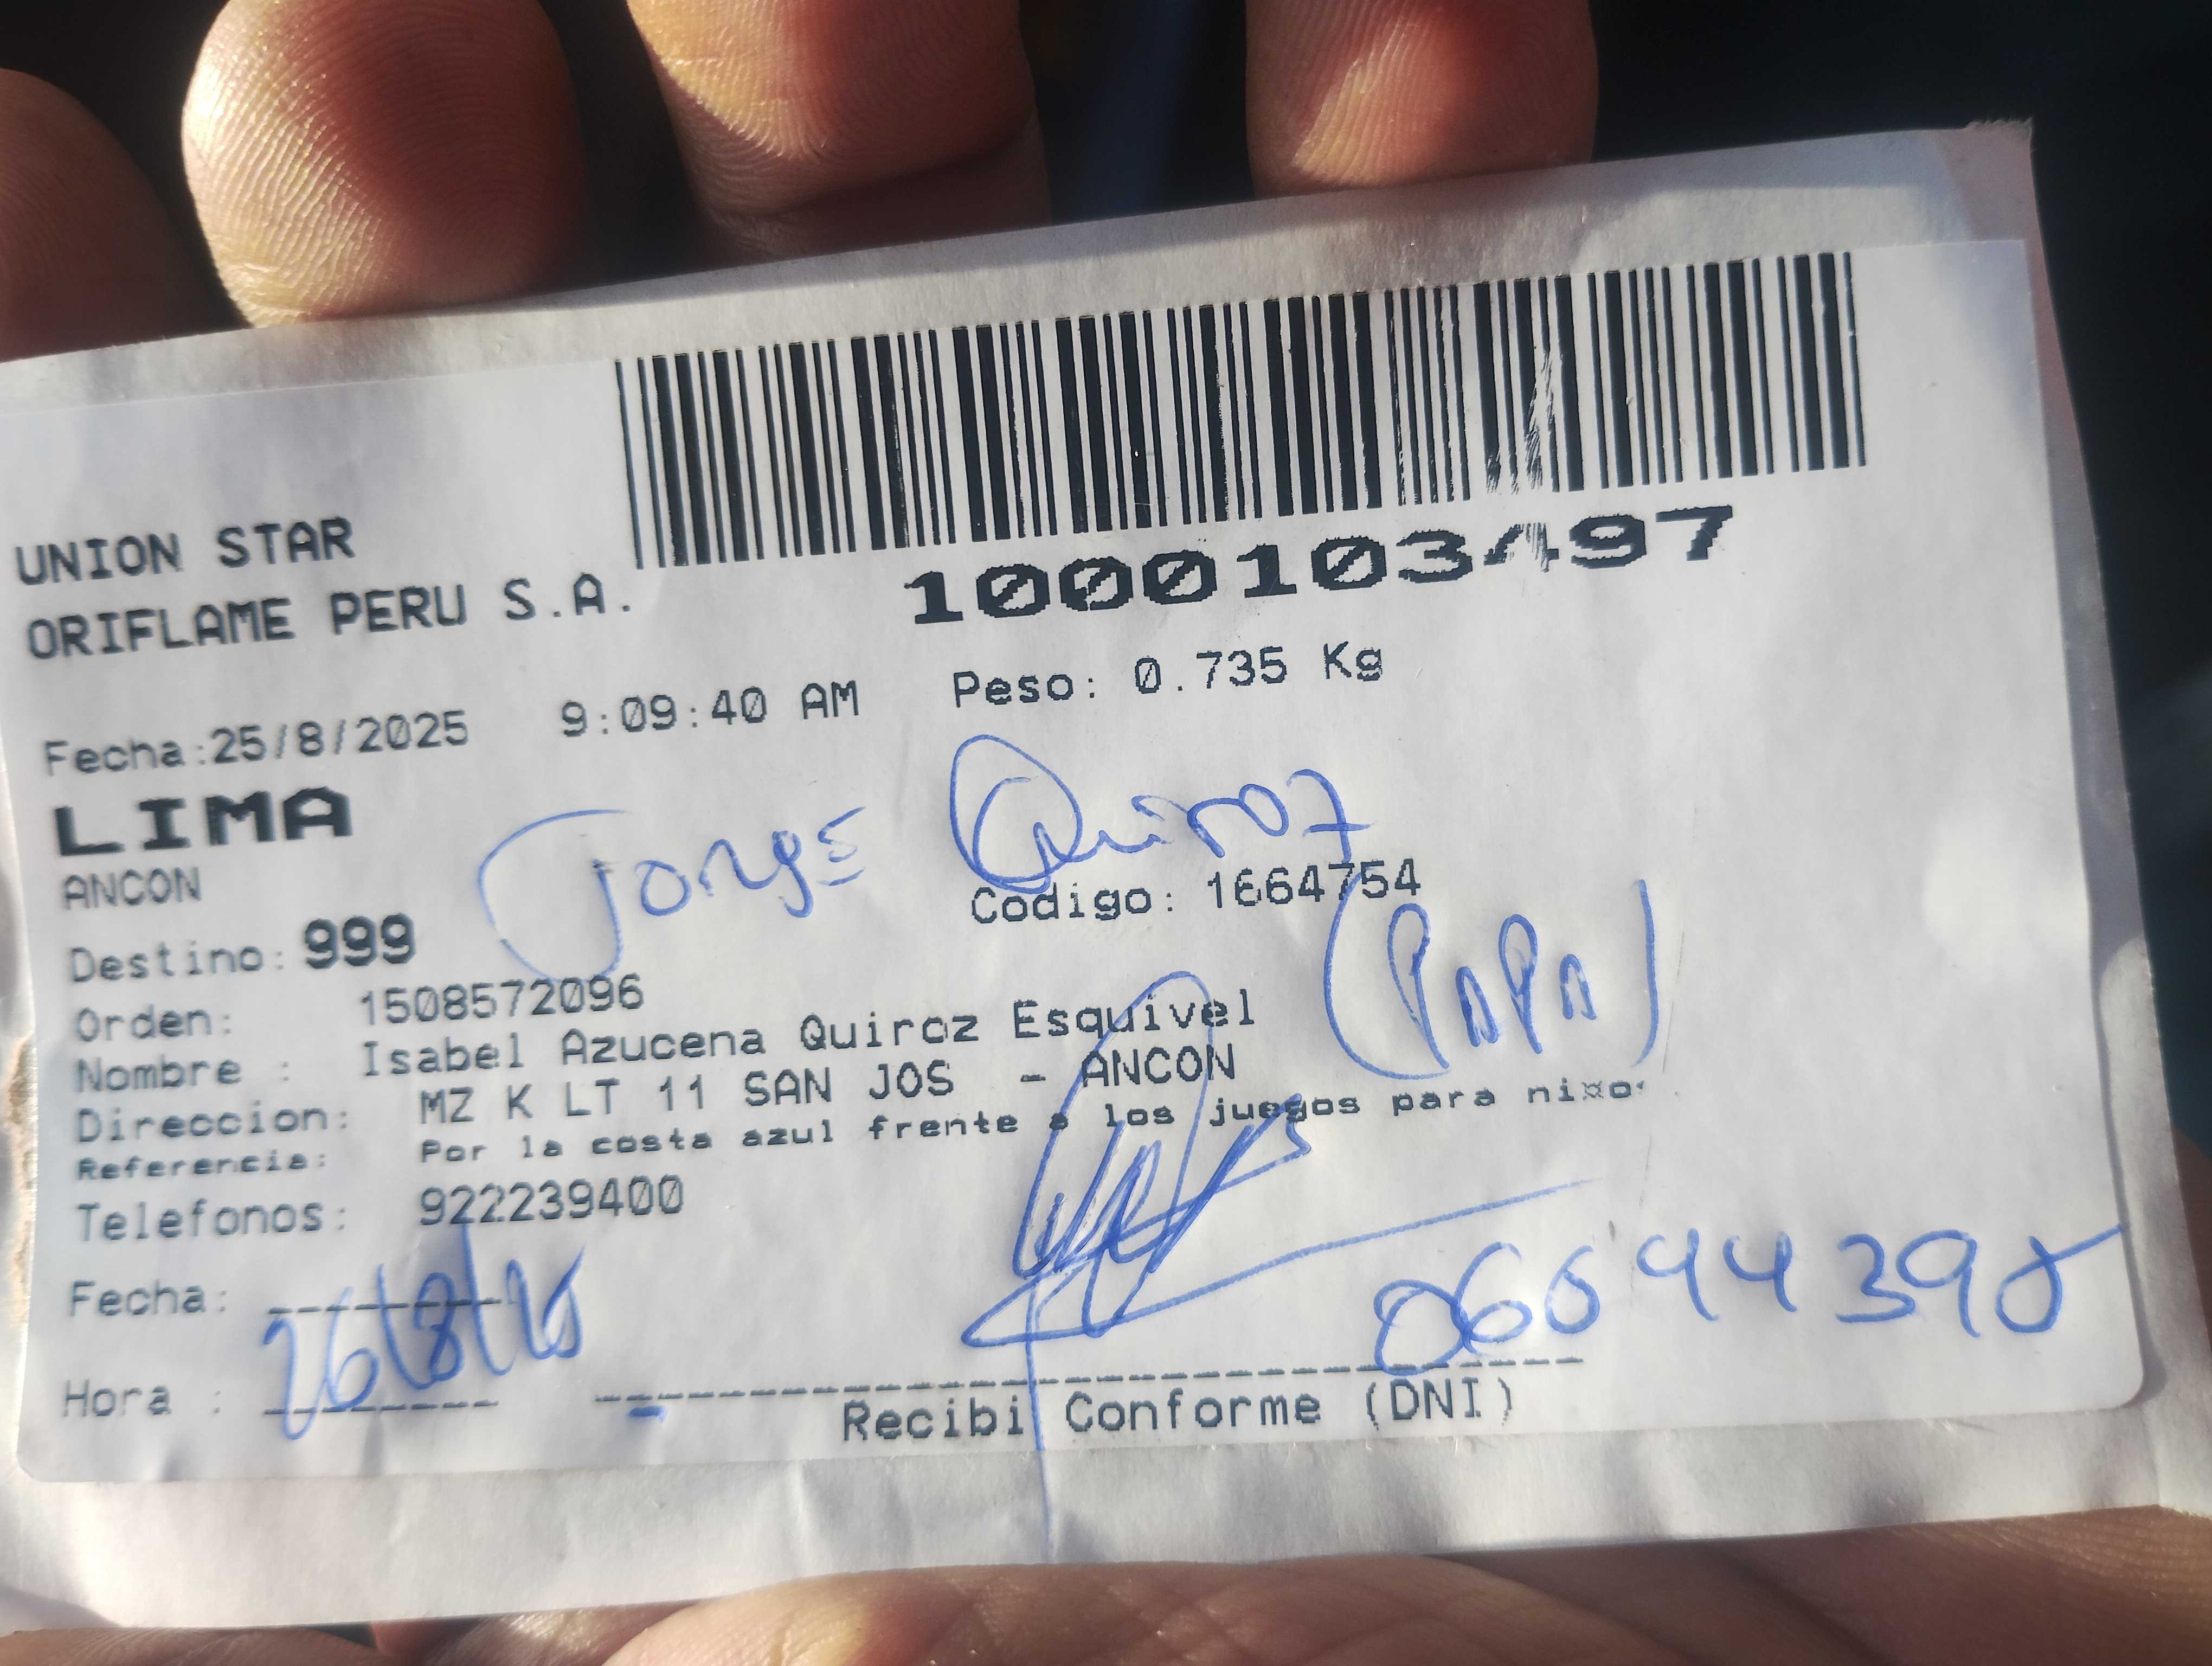 UNION STAR
ORIFLAME PERU S.A.
1000103497
Fecha:25/8/2025 9:09:40 AM Peso: 0.735 Kg
LIMA
Jorge Quiroz
ANCON
Codigo: 1664754
(PAPA)
Destino: 999
Orden: 1508572096
Nombre : Isabel Azucena Quiroz Esquivel
Direccion: MZ K LT 11 SAN JOS - ANCON
Referencia: Por la costa azul frente a los juegos para ni¤o
Telefonos: 922239400
Fecha: 26/8/25
Hora :
Recibi Conforme (DNI)